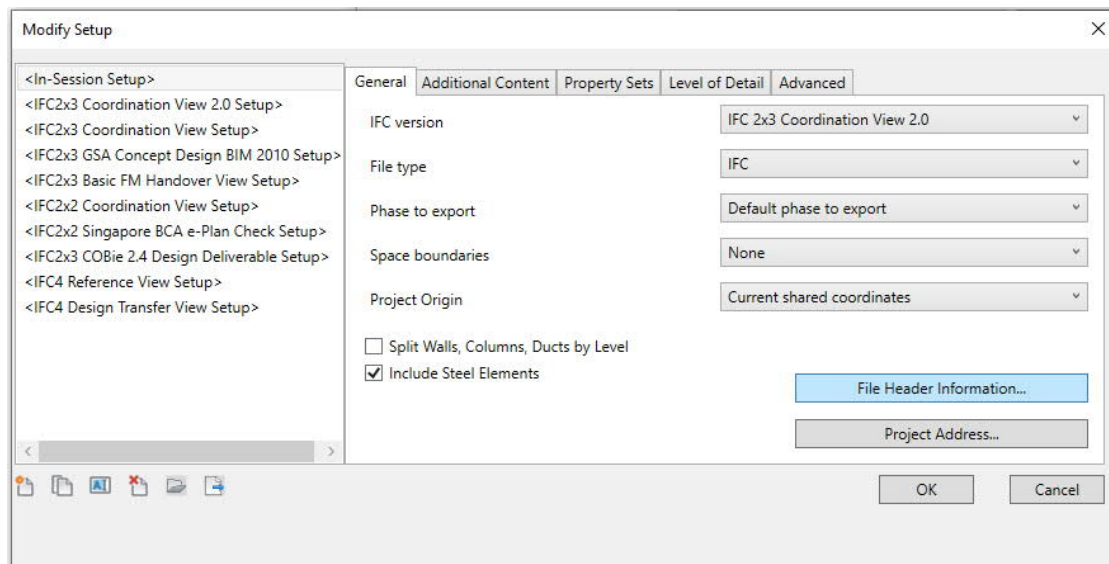 Modify Setup
<In-Session Setup>
<IFC2x3 Coordination View 2.0 Setup>
<IFC2x3 Coordination View Setup>
<IFC2x3 GSA Concept Design BIM 2010 Setup>
<IFC2x3 Basic FM Handover View Setup>
<IFC2x2 Coordination View Setup>
<IFC2x2 Singapore BCA e-Plan Check Setup>
<IFC2x3 COBie 2.4 Design Deliverable Setup>
<IFC4 Reference View Setup>
<IFC4 Design Transfer View Setup>
General Additional Content Property Sets Level of Detail Advanced
IFC version IFC 2x3 Coordination View 2.0
File type IFC
Phase to export Default phase to export
Space boundaries None
Project Origin Current shared coordinates
Split Walls, Columns, Ducts by Level
Include Steel Elements
File Header Information...
Project Address...
AI
OK Cancel